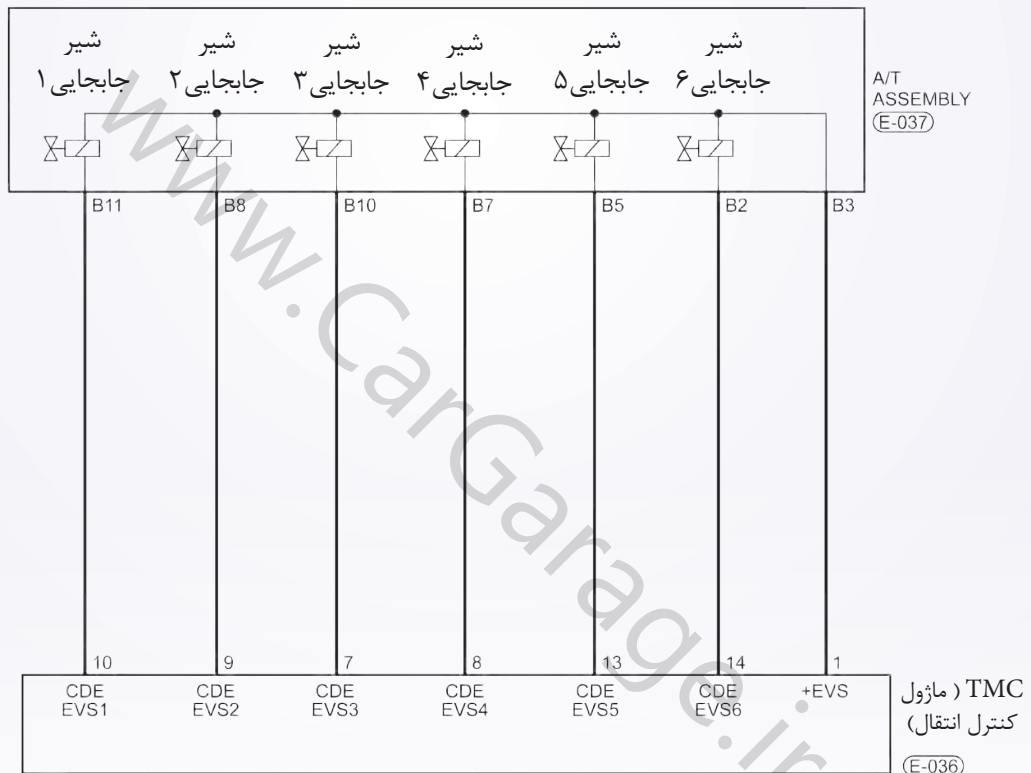 شیر جابجایی۱
شیر جابجایی۲
شیر جابجایی۳
شیر جابجایی۴
شیر جابجایی۵
شیر جابجایی۶
A/T
ASSEMBLY
E-037
B11 B8 B10 B7 B5 B2 B3
www.CarGarage.ir
10 9 7 8 13 14 1
CDE EVS1
CDE EVS2
CDE EVS3
CDE EVS4
CDE EVS5
CDE EVS6
+EVS
TMC ( ماژول
کنترل انتقال)
E-036